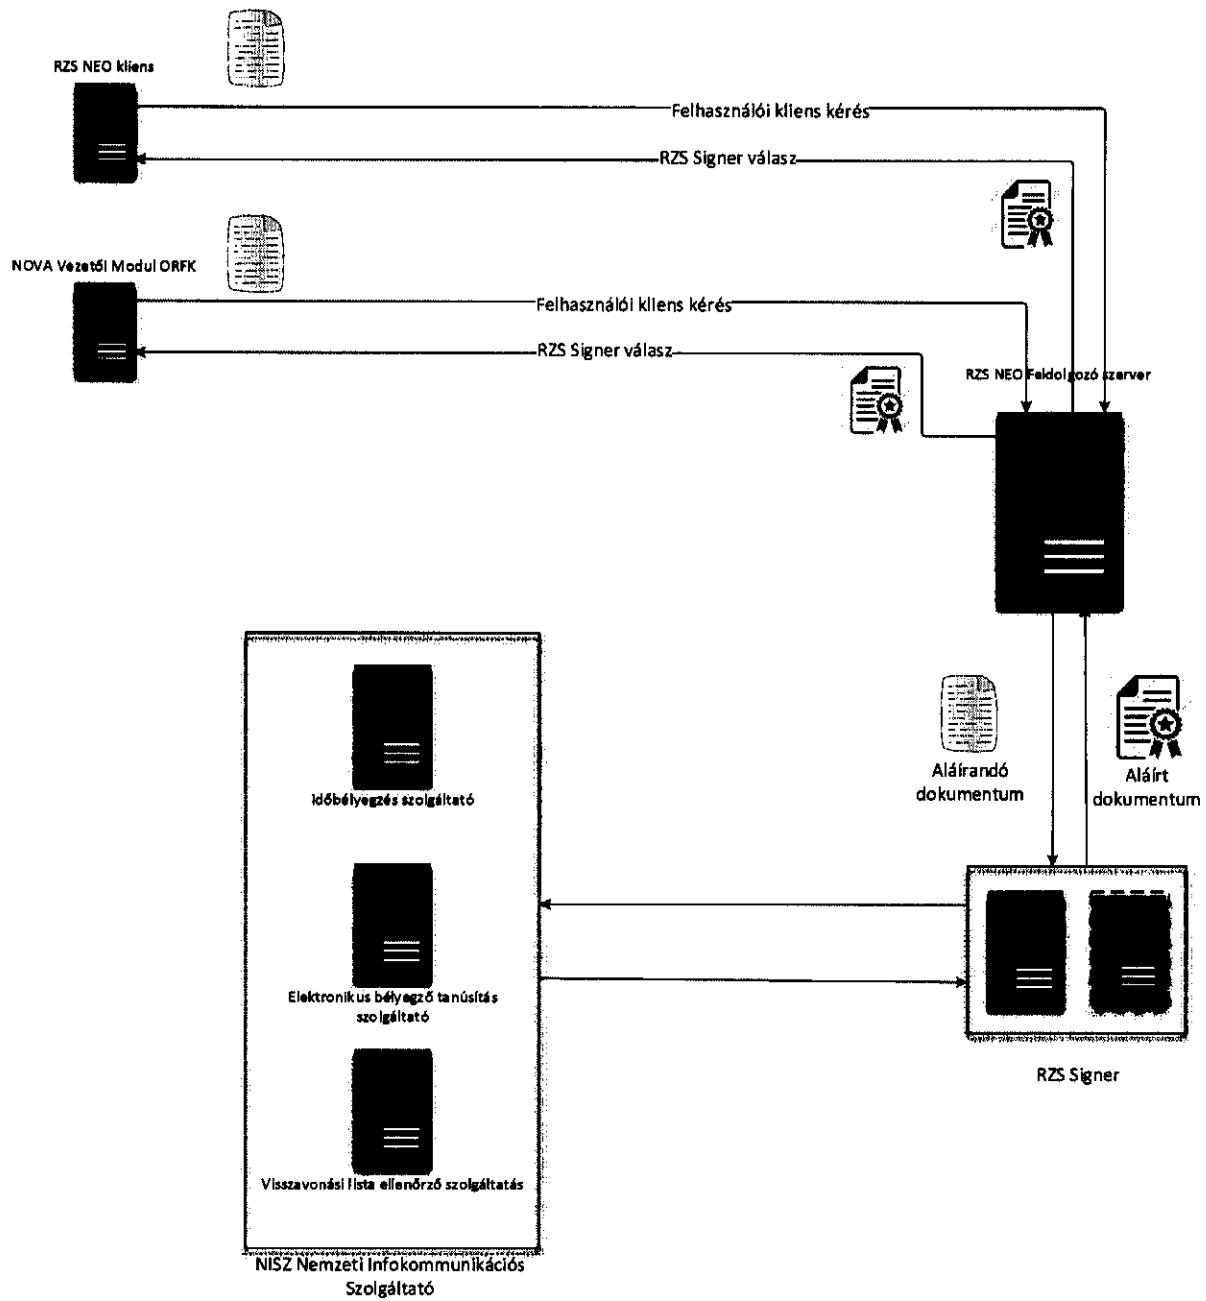 RZS NEO kliens
Felhasználói kliens kérés
RZS Signer válasz
NOVA Vezetői Modul ORFK
Felhasználói kliens kérés
RZS Signer válasz
RZS NEO Feldolgozó szerver
Aláírandó
dokumentum
Aláírt
dokumentum
Időbélyegzés szolgáltató
Elektronikus bélyegző tanúsítás
szolgáltató
RZS Signer
Visszavonási lista ellenőrző szolgáltatás
NISZ Nemzeti Infokommunikációs
Szolgáltató